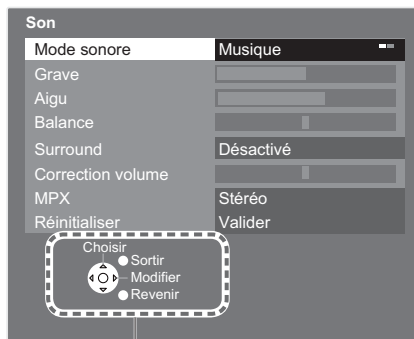 Son
Mode sonore Musique
Grave
Aigu
Balance
Surround Désactivé
Correction volume
MPX Stéréo
Réinitialiser Valider
Choisir
Sortir
Modifier
Revenir